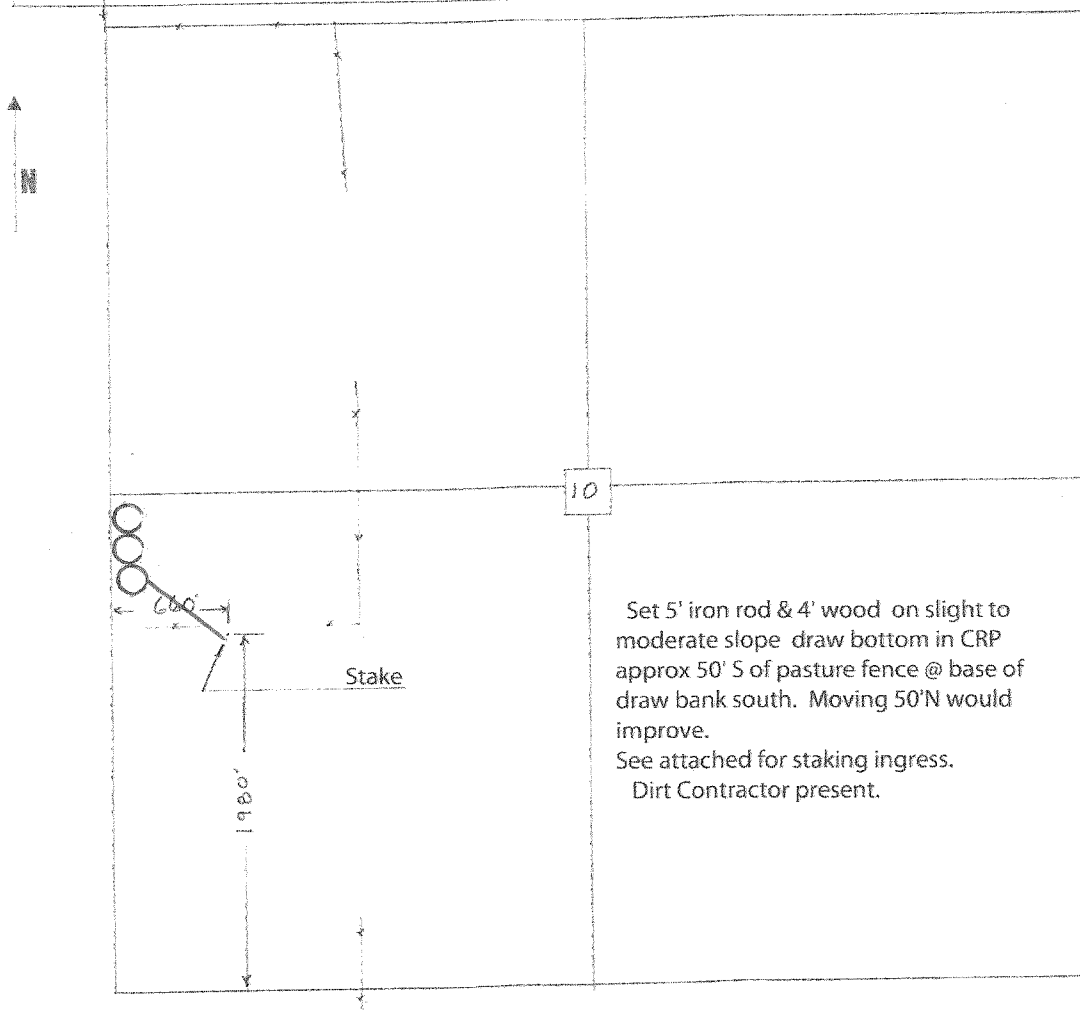 N
10
660'
Stake
1980'
Set 5' iron rod & 4' wood on slight to
moderate slope draw bottom in CRP
approx 50' S of pasture fence @ base of
draw bank south. Moving 50'N would
improve.
See attached for staking ingress.
Dirt Contractor present.